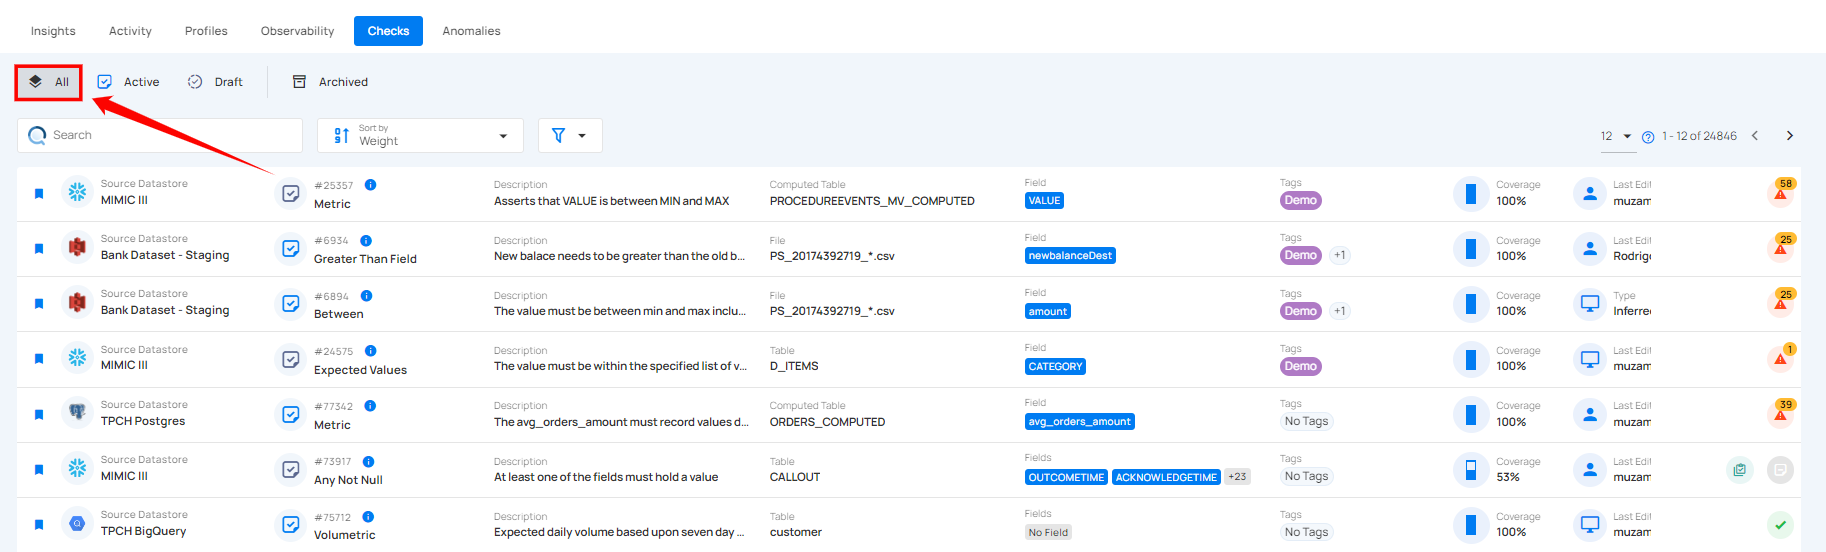 Insights Activity Profiles Observability Checks Anomalies
All Active Draft Archived
Search
Sort by
Weight
12 1 - 12 of 24846
Source Datastore #25357 Description Computed Table Field Tags Coverage Last Edit 58
MIMIC III Metric Asserts that VALUE is between MIN and MAX PROCEDUREEVENTS_MV_COMPUTED VALUE Demo 100% muzam
Source Datastore #6934 Description File Field Tags Coverage Last Edit 25
Bank Dataset - Staging Greater Than Field New balace needs to be greater than the old b... PS_20174392719_*.csv newbalanceDest Demo +1 100% Rodrig
Source Datastore #6894 Description File Field Tags Coverage Type 25
Bank Dataset - Staging Between The value must be between min and max inclu... PS_20174392719_*.csv amount Demo +1 100% Inferre
Source Datastore #24575 Description Table Field Tags Coverage Last Edit 1
MIMIC III Expected Values The value must be within the specified list of v... D_ITEMS CATEGORY Demo 100% muzam
Source Datastore #77342 Description Computed Table Field Tags Coverage Last Edit 39
TPCH Postgres Metric The avg_orders_amount must record values d... ORDERS_COMPUTED avg_orders_amount No Tags 100% muzam
Source Datastore #73917 Description Table Fields Tags Coverage Last Edit
MIMIC III Any Not Null At least one of the fields must hold a value CALLOUT OUTCOMETIME ACKNOWLEDGETIME +23 No Tags 53% muzam
Source Datastore #75712 Description Table Fields Tags Coverage Last Edit
TPCH BigQuery Volumetric Expected daily volume based upon seven day ... customer No Field No Tags 100% muzam